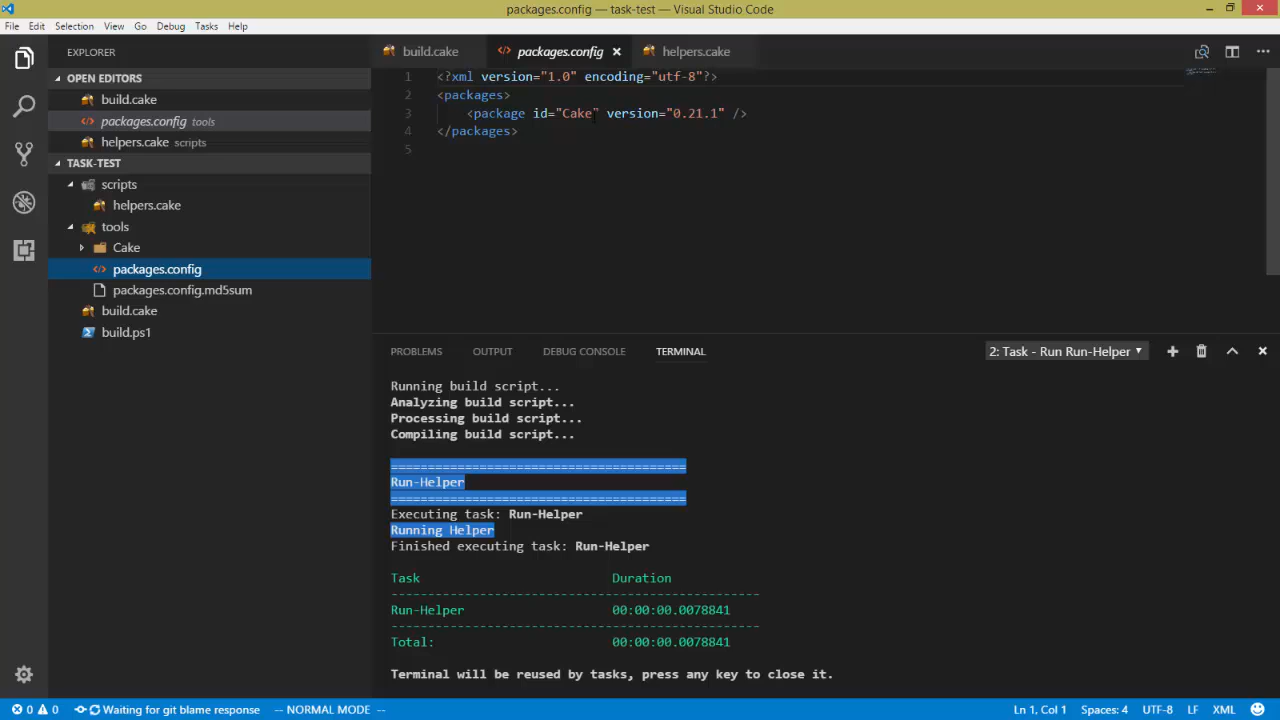 packages.config — task-test — Visual Studio Code
File Edit Selection View Go Debug Tasks Help
EXPLORER
OPEN EDITORS
build.cake
packages.config tools
helpers.cake scripts
TASK-TEST
scripts
helpers.cake
tools
Cake
packages.config
packages.config.md5sum
build.cake
build.ps1
build.cake packages.config helpers.cake
1 <?xml version="1.0" encoding="utf-8"?>
2 <packages>
3 <package id="Cake" version="0.21.1" />
4 </packages>
5
PROBLEMS OUTPUT DEBUG CONSOLE TERMINAL 2: Task - Run Run-Helper
Running build script...
Analyzing build script...
Processing build script...
Compiling build script...
========================================
Run-Helper
========================================
Executing task: Run-Helper
Running Helper
Finished executing task: Run-Helper
Task Duration
--------------------------------------------------
Run-Helper 00:00:00.0078841
--------------------------------------------------
Total: 00:00:00.0078841
Terminal will be reused by tasks, press any key to close it.
0 0 Waiting for git blame response -- NORMAL MODE -- Ln 1, Col 1 Spaces: 4 UTF-8 LF XML